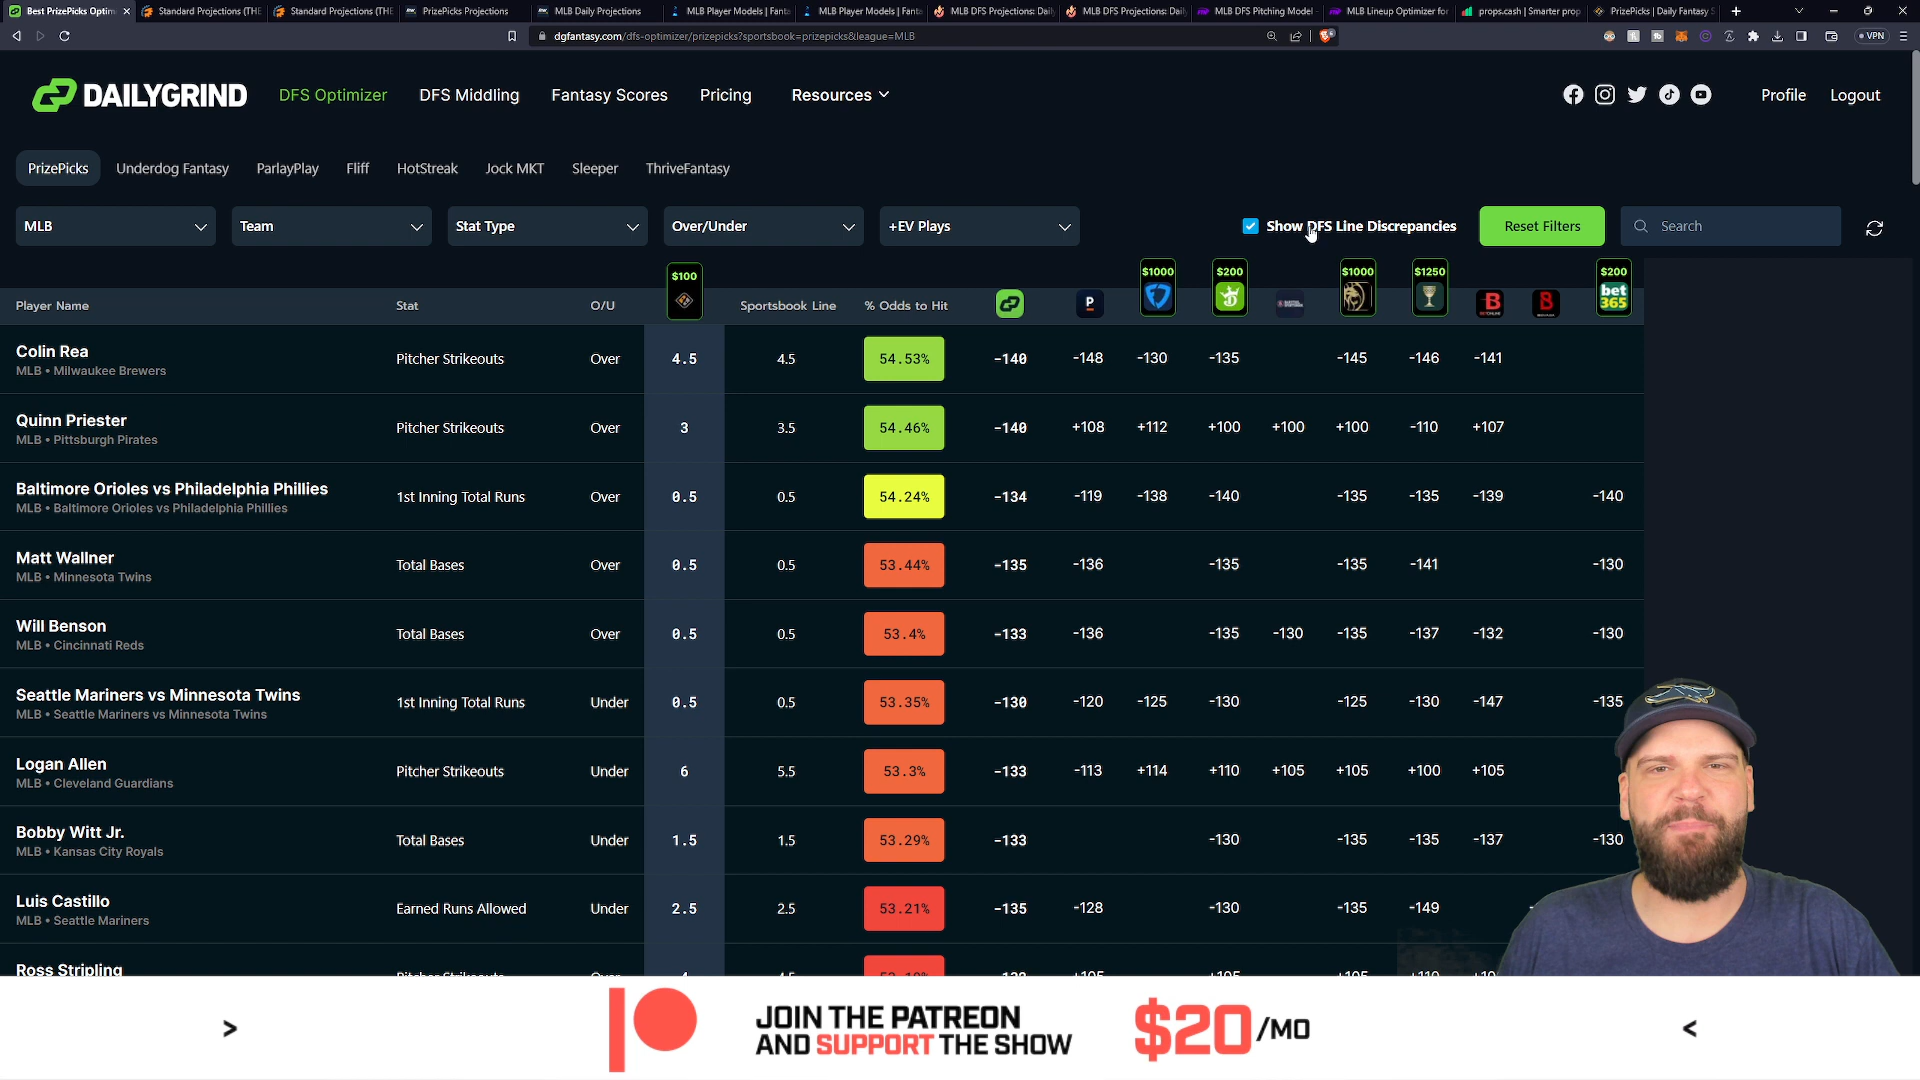 Best PrizePicks Optim
Standard Projections (THE
Standard Projections (THE
PrizePicks Projections
MLB Daily Projections
MLB Player Models | Fanta
MLB Player Models | Fanta
MLB DFS Projections: Dail
MLB DFS Projections: Dail
MLB DFS Pitching Model -
MLB Lineup Optimizer for
props.cash | Smarter prop
PrizePicks | Daily Fantasy S
dgfantasy.com/dfs-optimizer/prizepicks?sportsbook=prizepicks&league=MLB
VPN
DAILYGRIND
DFS Optimizer
DFS Middling
Fantasy Scores
Pricing
Resources
Profile
Logout
PrizePicks
Underdog Fantasy
ParlayPlay
Fliff
HotStreak
Jock MKT
Sleeper
ThriveFantasy
MLB
Team
Stat Type
Over/Under
+EV Plays
Show DFS Line Discrepancies
Reset Filters
Search
Player Name Stat O/U $100 Sportsbook Line % Odds to Hit P $1000 $200 $1000 $1250 B B $200 bet365
Colin Rea
MLB • Milwaukee Brewers
Pitcher Strikeouts Over 4.5 4.5 54.53% -140 -148 -130 -135 -145 -146 -141
Quinn Priester
MLB • Pittsburgh Pirates
Pitcher Strikeouts Over 3 3.5 54.46% -140 +108 +112 +100 +100 +100 -110 +107
Baltimore Orioles vs Philadelphia Phillies
MLB • Baltimore Orioles vs Philadelphia Phillies
1st Inning Total Runs Over 0.5 0.5 54.24% -134 -119 -138 -140 -135 -135 -139 -140
Matt Wallner
MLB • Minnesota Twins
Total Bases Over 0.5 0.5 53.44% -135 -136 -135 -135 -141 -130
Will Benson
MLB • Cincinnati Reds
Total Bases Over 0.5 0.5 53.4% -133 -136 -135 -130 -135 -137 -132 -130
Seattle Mariners vs Minnesota Twins
MLB • Seattle Mariners vs Minnesota Twins
1st Inning Total Runs Under 0.5 0.5 53.35% -130 -120 -125 -130 -125 -130 -147 -135
Logan Allen
MLB • Cleveland Guardians
Pitcher Strikeouts Under 6 5.5 53.3% -133 -113 +114 +110 +105 +105 +100 +105
Bobby Witt Jr.
MLB • Kansas City Royals
Total Bases Under 1.5 1.5 53.29% -133 -130 -135 -135 -137 -130
Luis Castillo
MLB • Seattle Mariners
Earned Runs Allowed Under 2.5 2.5 53.21% -135 -128 -130 -135 -149
Ross Stripling
JOIN THE PATREON
AND SUPPORT THE SHOW
$20/MO